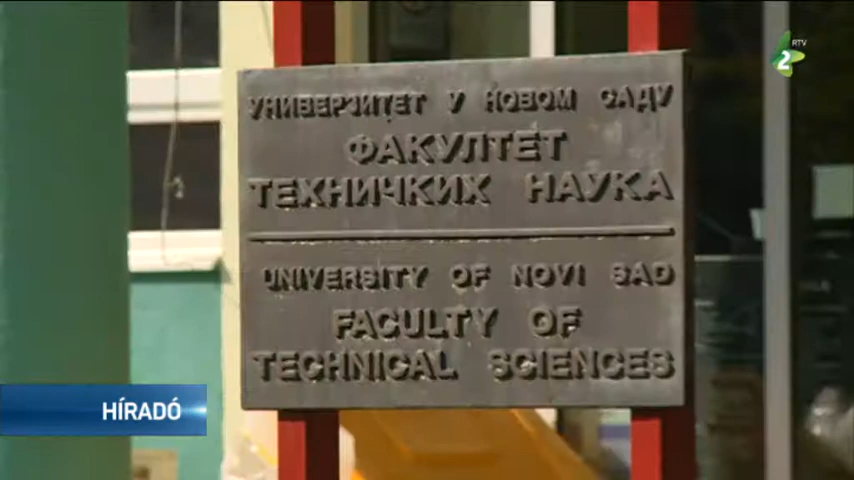 RTV
2
УНИВЕРЗИТЕТ У НОВОМ САДУ
ФАКУЛТЕТ
ТЕХНИЧКИХ НАУКА
UNIVERSITY OF NOVI SAD
FACULTY OF
TECHNICAL SCIENCES
HÍRADÓ